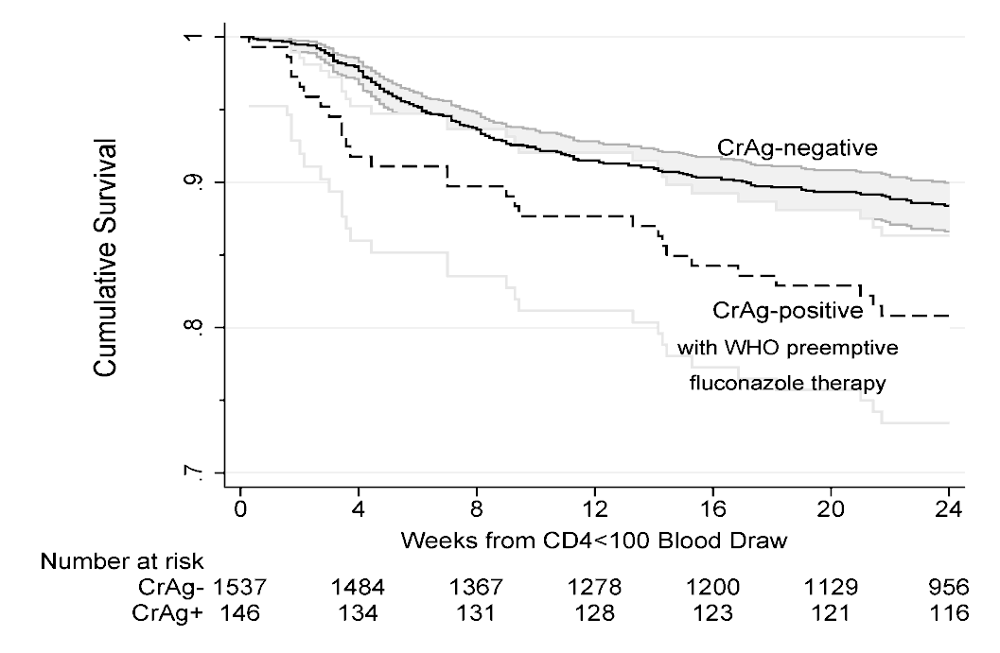 Cumulative Survival
1
.9
.8
.7
CrAg-negative
CrAg-positive
with WHO preemptive
fluconazole therapy
0 4 8 12 16 20 24
Weeks from CD4<100 Blood Draw
Number at risk
CrAg- 1537 1484 1367 1278 1200 1129 956
CrAg+ 146 134 131 128 123 121 116